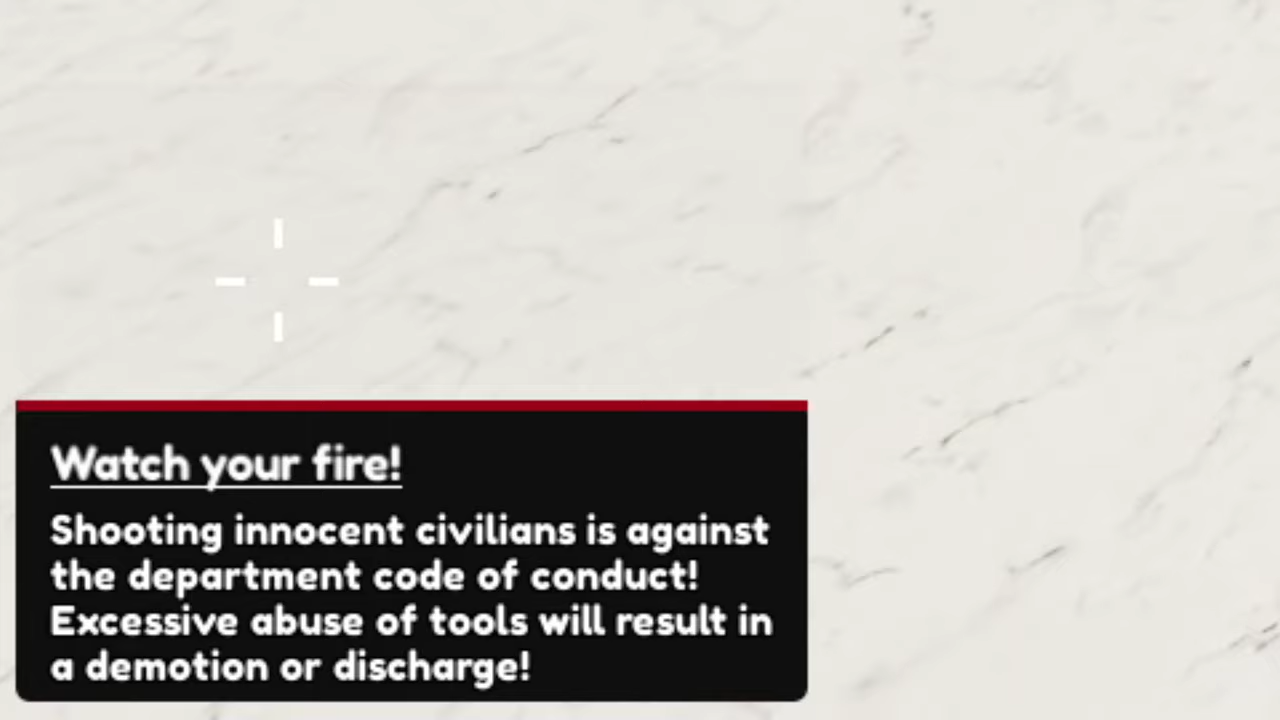 Watch your fire!
Shooting innocent civilians is against
the department code of conduct!
Excessive abuse of tools will result in
a demotion or discharge!